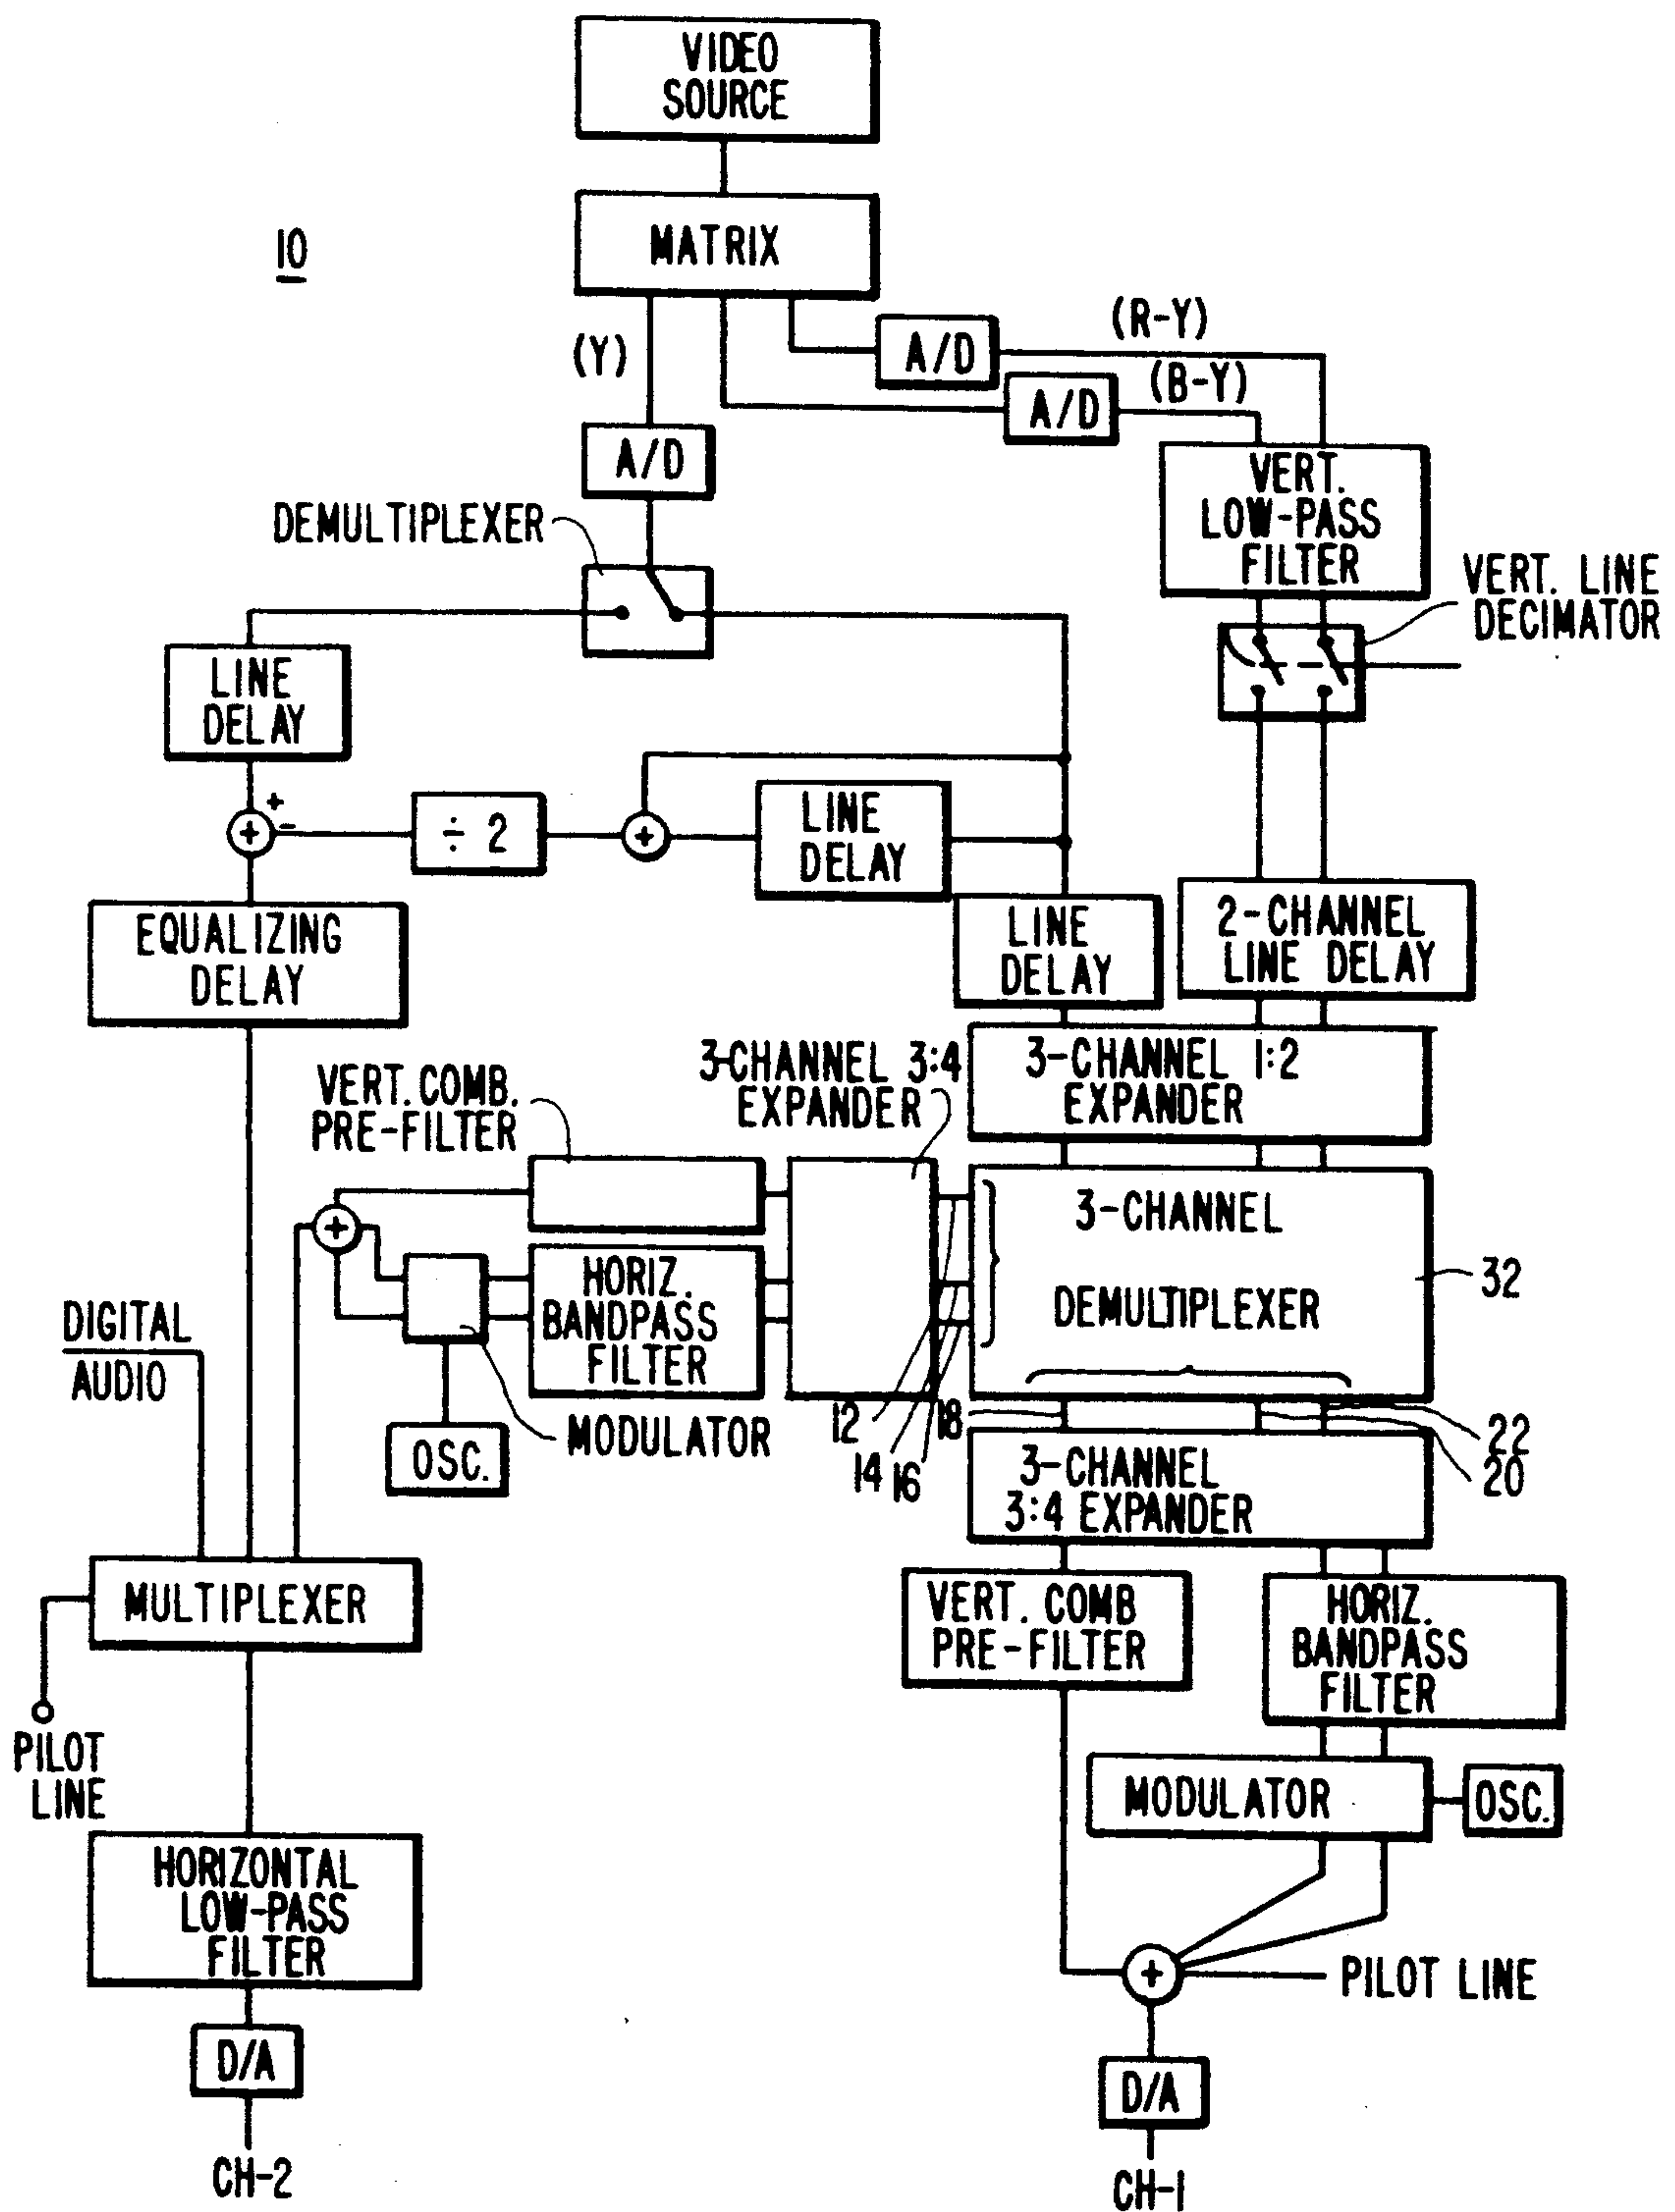 VIDEO
SOURCE
10
MATRIX
(Y)
A/D
(R-Y)
A/D
(B-Y)
A/D
DEMULTIPLEXER
VERT.
LOW-PASS
FILTER
VERT. LINE
DECIMATOR
LINE
DELAY
+
-
+
÷ 2
+
LINE
DELAY
EQUALIZING
DELAY
LINE
DELAY
2-CHANNEL
LINE DELAY
3-CHANNEL 1:2
EXPANDER
3-CHANNEL 3:4
EXPANDER
VERT. COMB.
PRE-FILTER
+
3-CHANNEL
DEMULTIPLEXER
32
HORIZ.
BANDPASS
FILTER
DIGITAL
AUDIO
MODULATOR
OSC.
12
14
16
18
22
20
3-CHANNEL
3:4 EXPANDER
MULTIPLEXER
VERT. COMB
PRE-FILTER
HORIZ.
BANDPASS
FILTER
PILOT
LINE
MODULATOR
OSC.
HORIZONTAL
LOW-PASS
FILTER
+
PILOT LINE
D/A
CH-2
D/A
CH-1